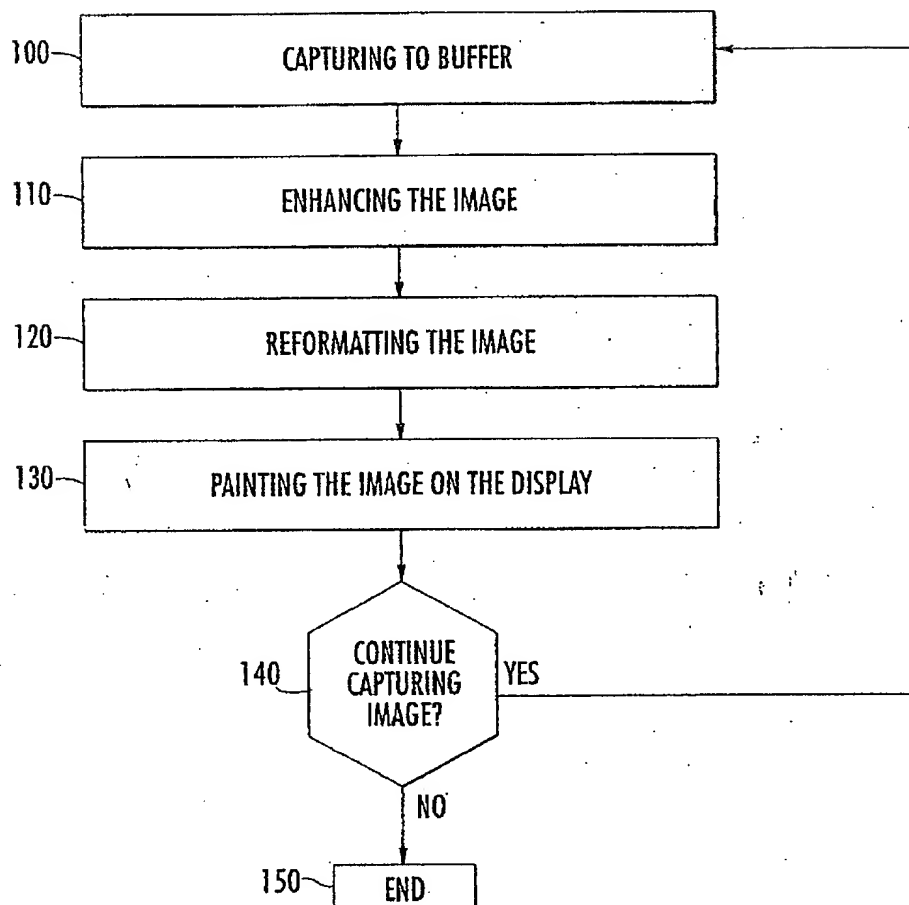 100 CAPTURING TO BUFFER
110 ENHANCING THE IMAGE
120 REFORMATTING THE IMAGE
130 PAINTING THE IMAGE ON THE DISPLAY
CONTINUE
140 CAPTURING YES
IMAGE?
NO
150 END